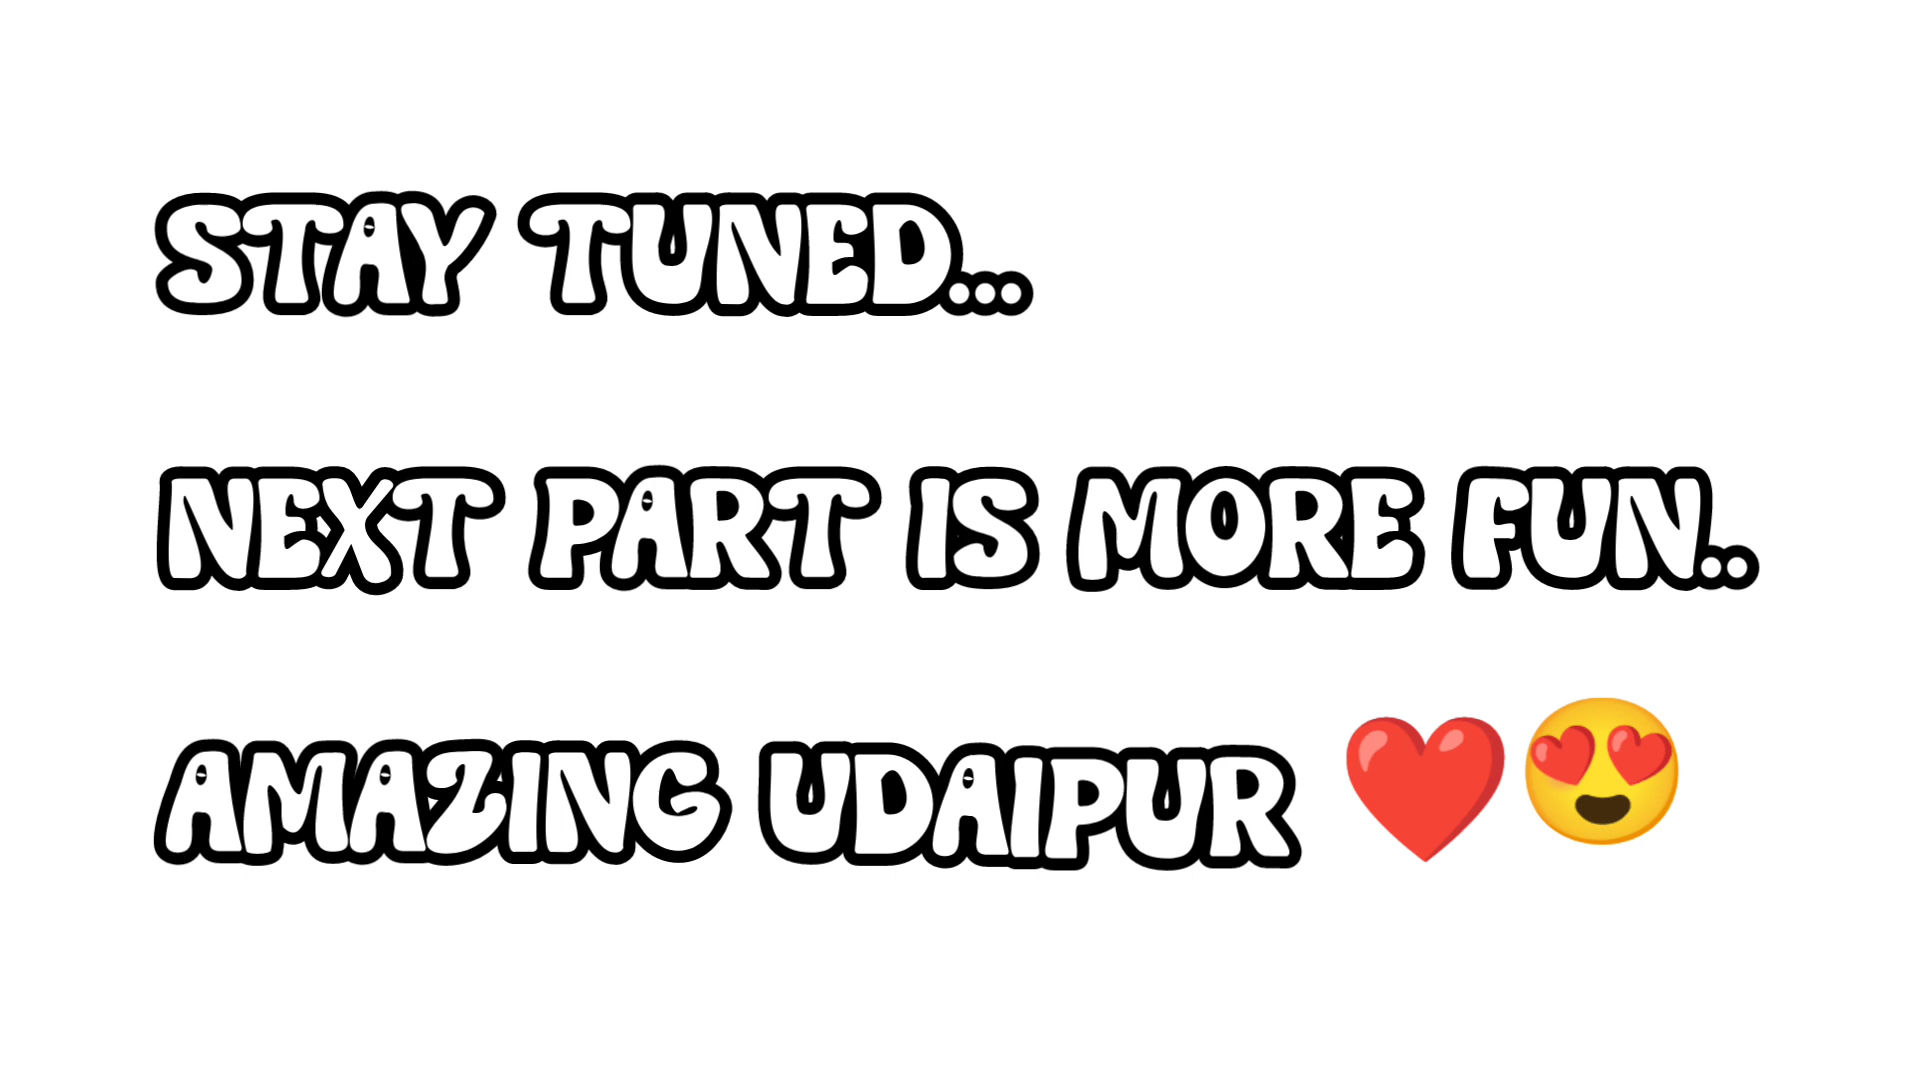 STAY TUNED...
NEXT PART IS MORE FUN..
AMAZING UDAIPUR ❤️😍